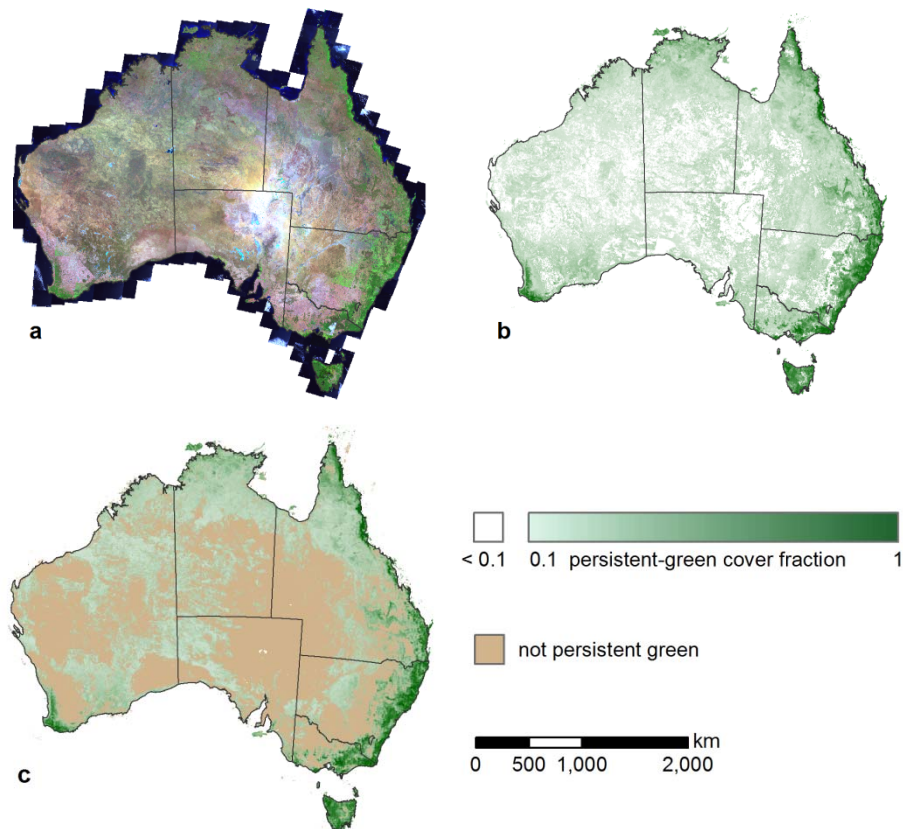 a
b
< 0.1
0.1 persistent-green cover fraction 1
not persistent green
km
0 500 1,000 2,000
c